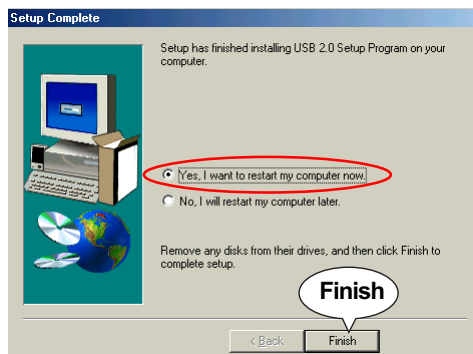 Setup Complete
Setup has finished installing USB 2.0 Setup Program on your
computer.
Yes, I want to restart my computer now.
No, I will restart my computer later.
Remove any disks from their drives, and then click Finish to
complete setup.
Finish
< Back
Finish